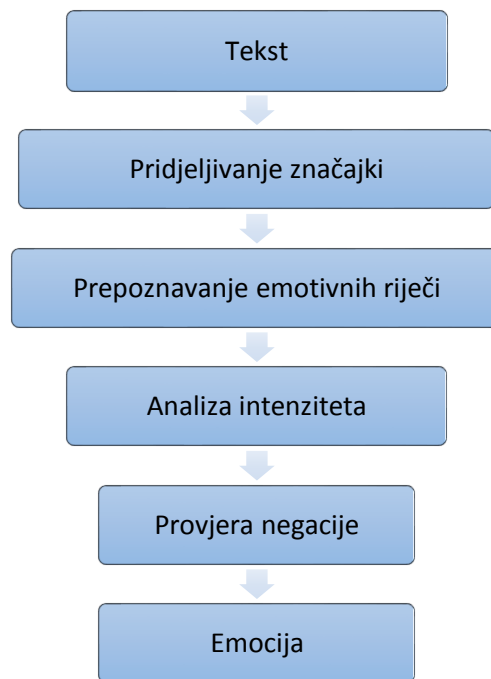 Tekst
Pridjeljivanje značajki
Prepoznavanje emotivnih riječi
Analiza intenziteta
Provjera negacije
Emocija